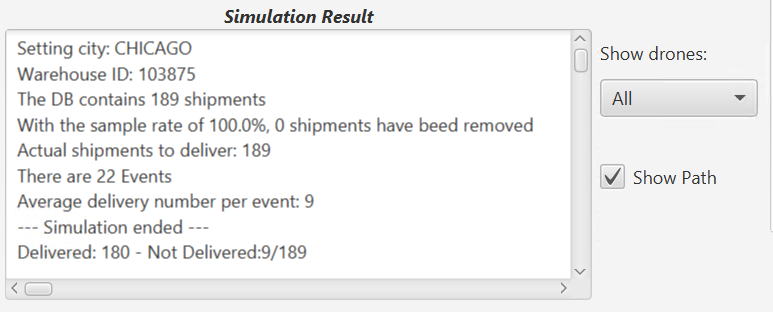 Simulation Result
Setting city: CHICAGO
Warehouse ID: 103875
The DB contains 189 shipments
With the sample rate of 100.0%, 0 shipments have beed removed
Actual shipments to deliver: 189
There are 22 Events
Average delivery number per event: 9
--- Simulation ended ---
Delivered: 180 - Not Delivered:9/189
Show drones:
All
Show Path